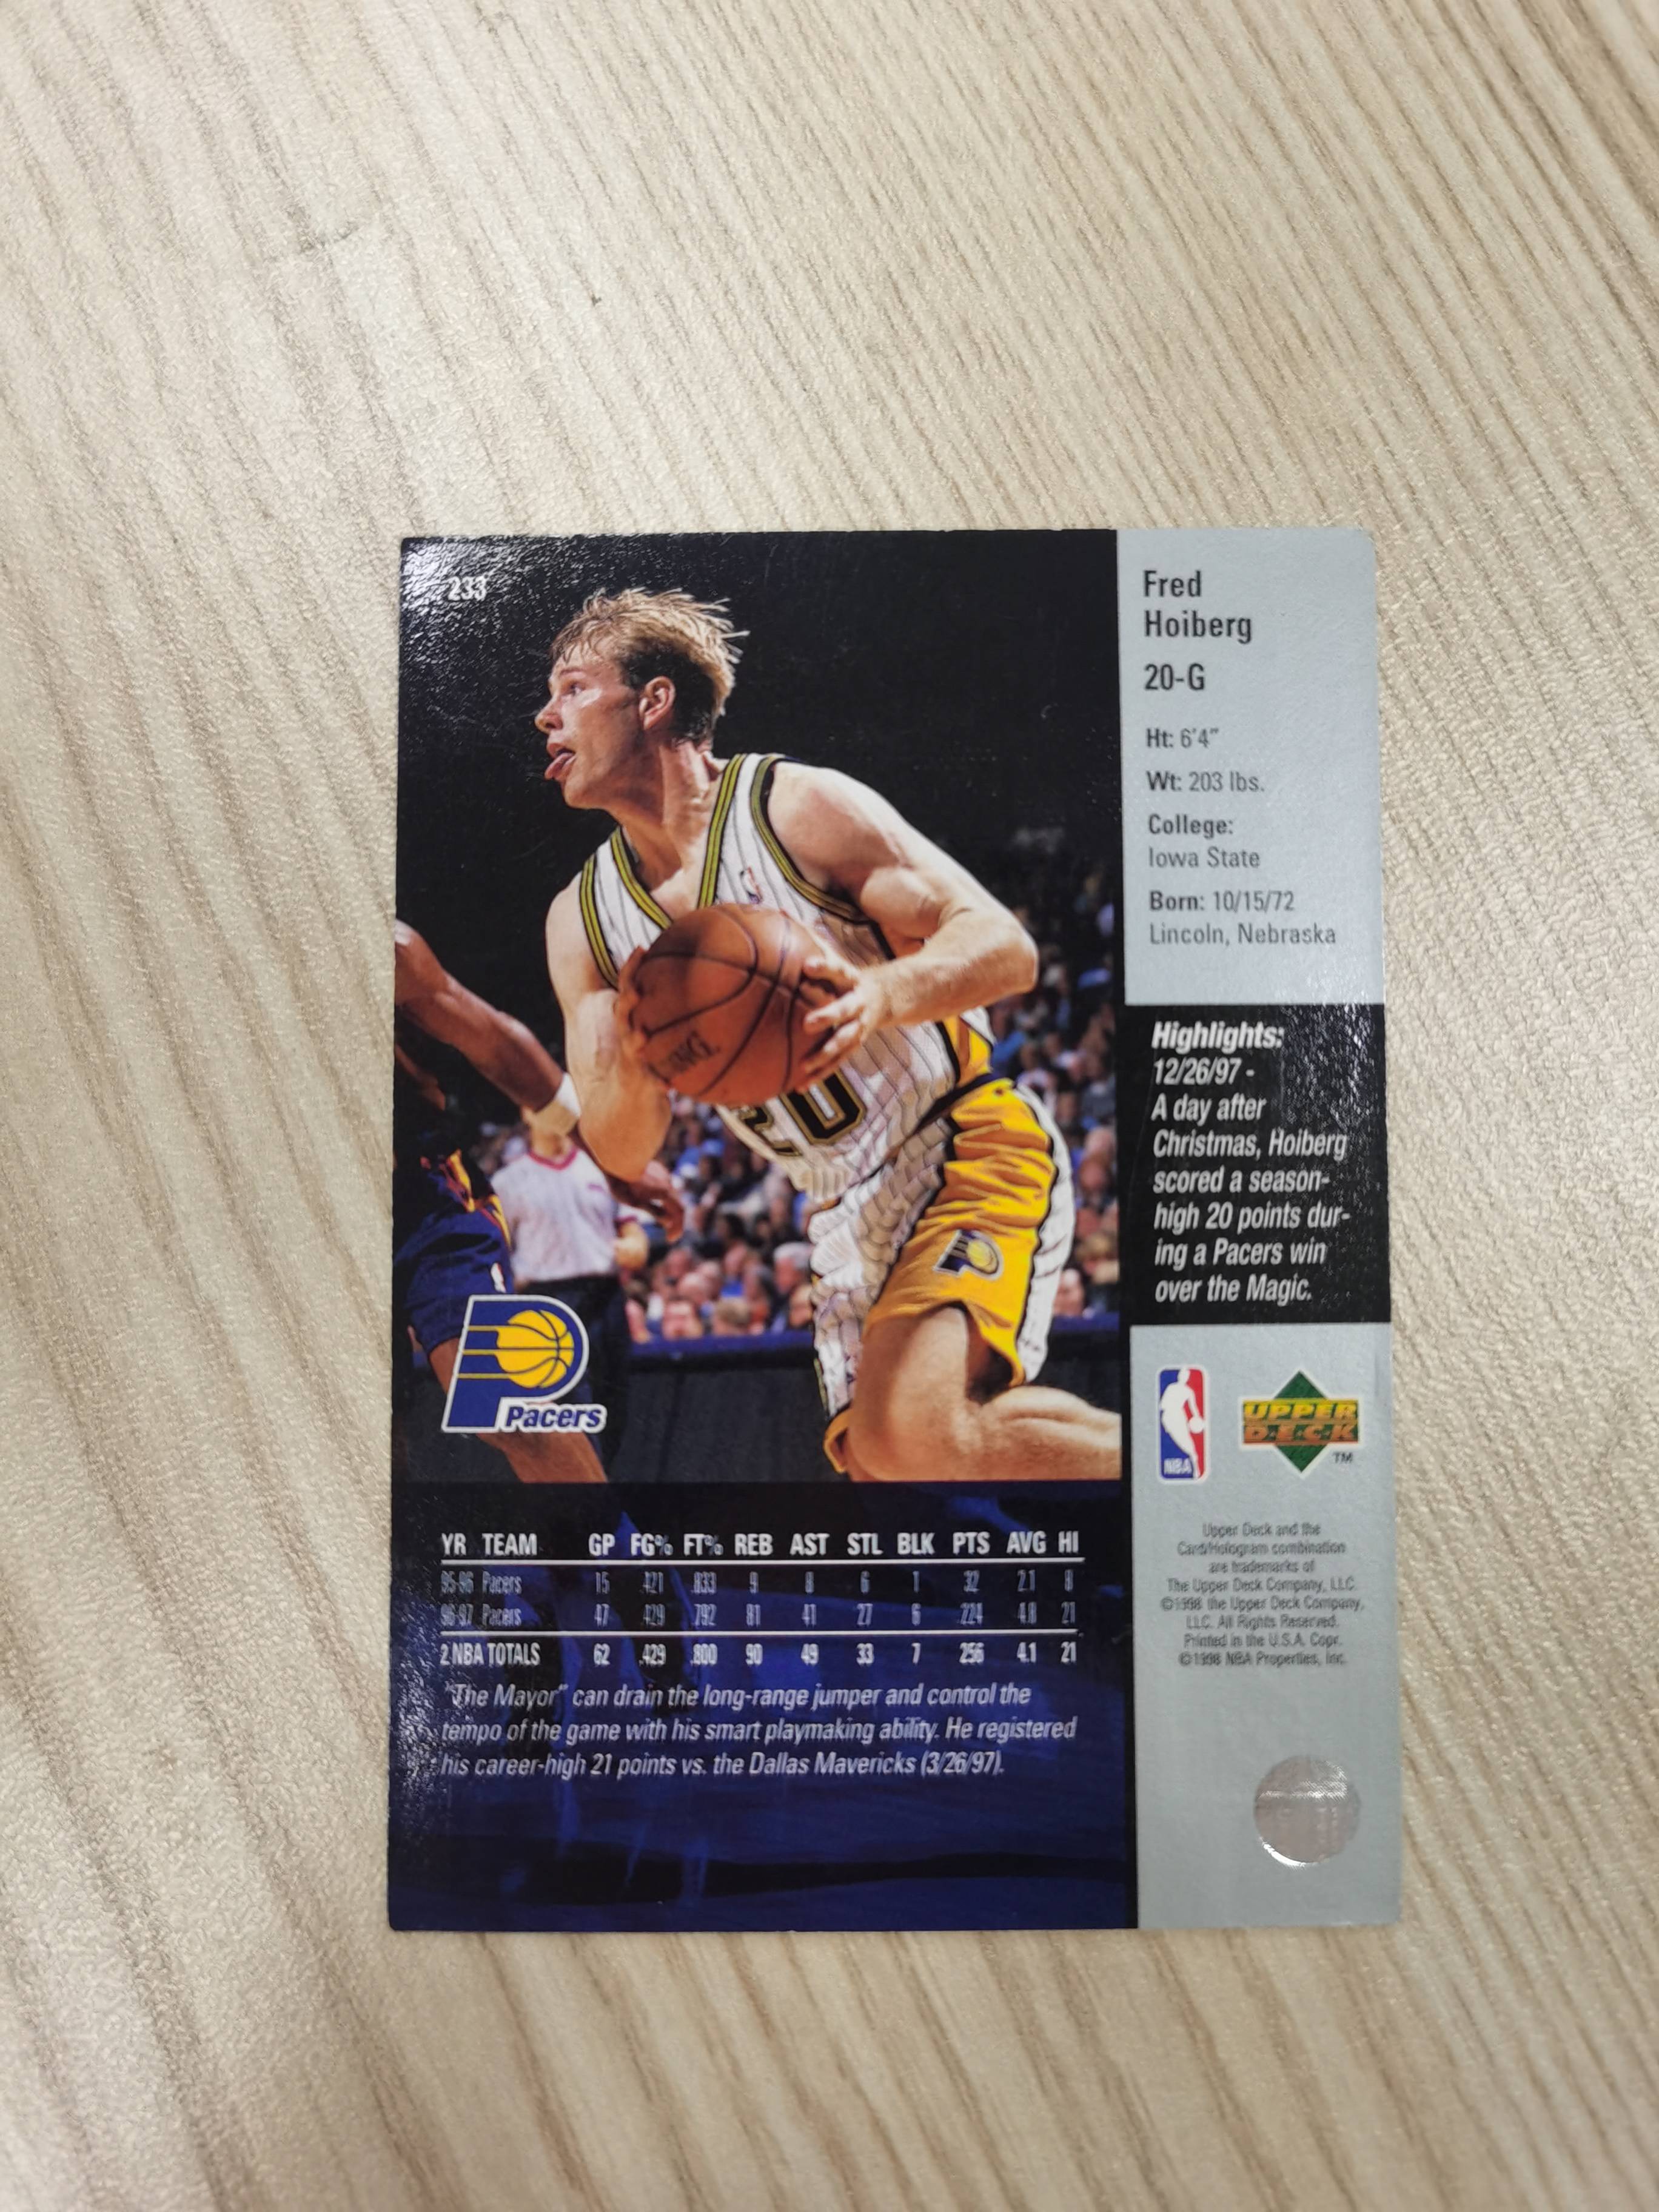 233
Fred
Hoiberg
20-G
Ht: 6'4"
Wt: 203 lbs.
College:
Iowa State
Born: 10/15/72
Lincoln, Nebraska
Highlights:
12/26/97 -
A day after
Christmas, Hoiberg
scored a season-
high 20 points dur-
ing a Pacers win
over the Magic.
SPALDING
20
Pacers
NBA
UPPER
D·E·C·K
TM
Upper Deck and the
Card/Hologram combination
are trademarks of
The Upper Deck Company, LLC.
©1998 the Upper Deck Company,
LLC. All Rights Reserved.
Printed in the U.S.A. Copr.
©1998 NBA Properties, Inc.
YR TEAM GP FG% FT% REB AST STL BLK PTS AVG HI
95-96 Pacers 15 .421 .833 9 8 6 1 32 2.1 8
96-97 Pacers 47 .429 .792 81 41 27 6 224 4.8 21
2 NBA TOTALS 62 .429 .800 90 49 33 7 256 4.1 21
"The Mayor" can drain the long-range jumper and control the
tempo of the game with his smart playmaking ability. He registered
his career-high 21 points vs. the Dallas Mavericks (3/26/97).